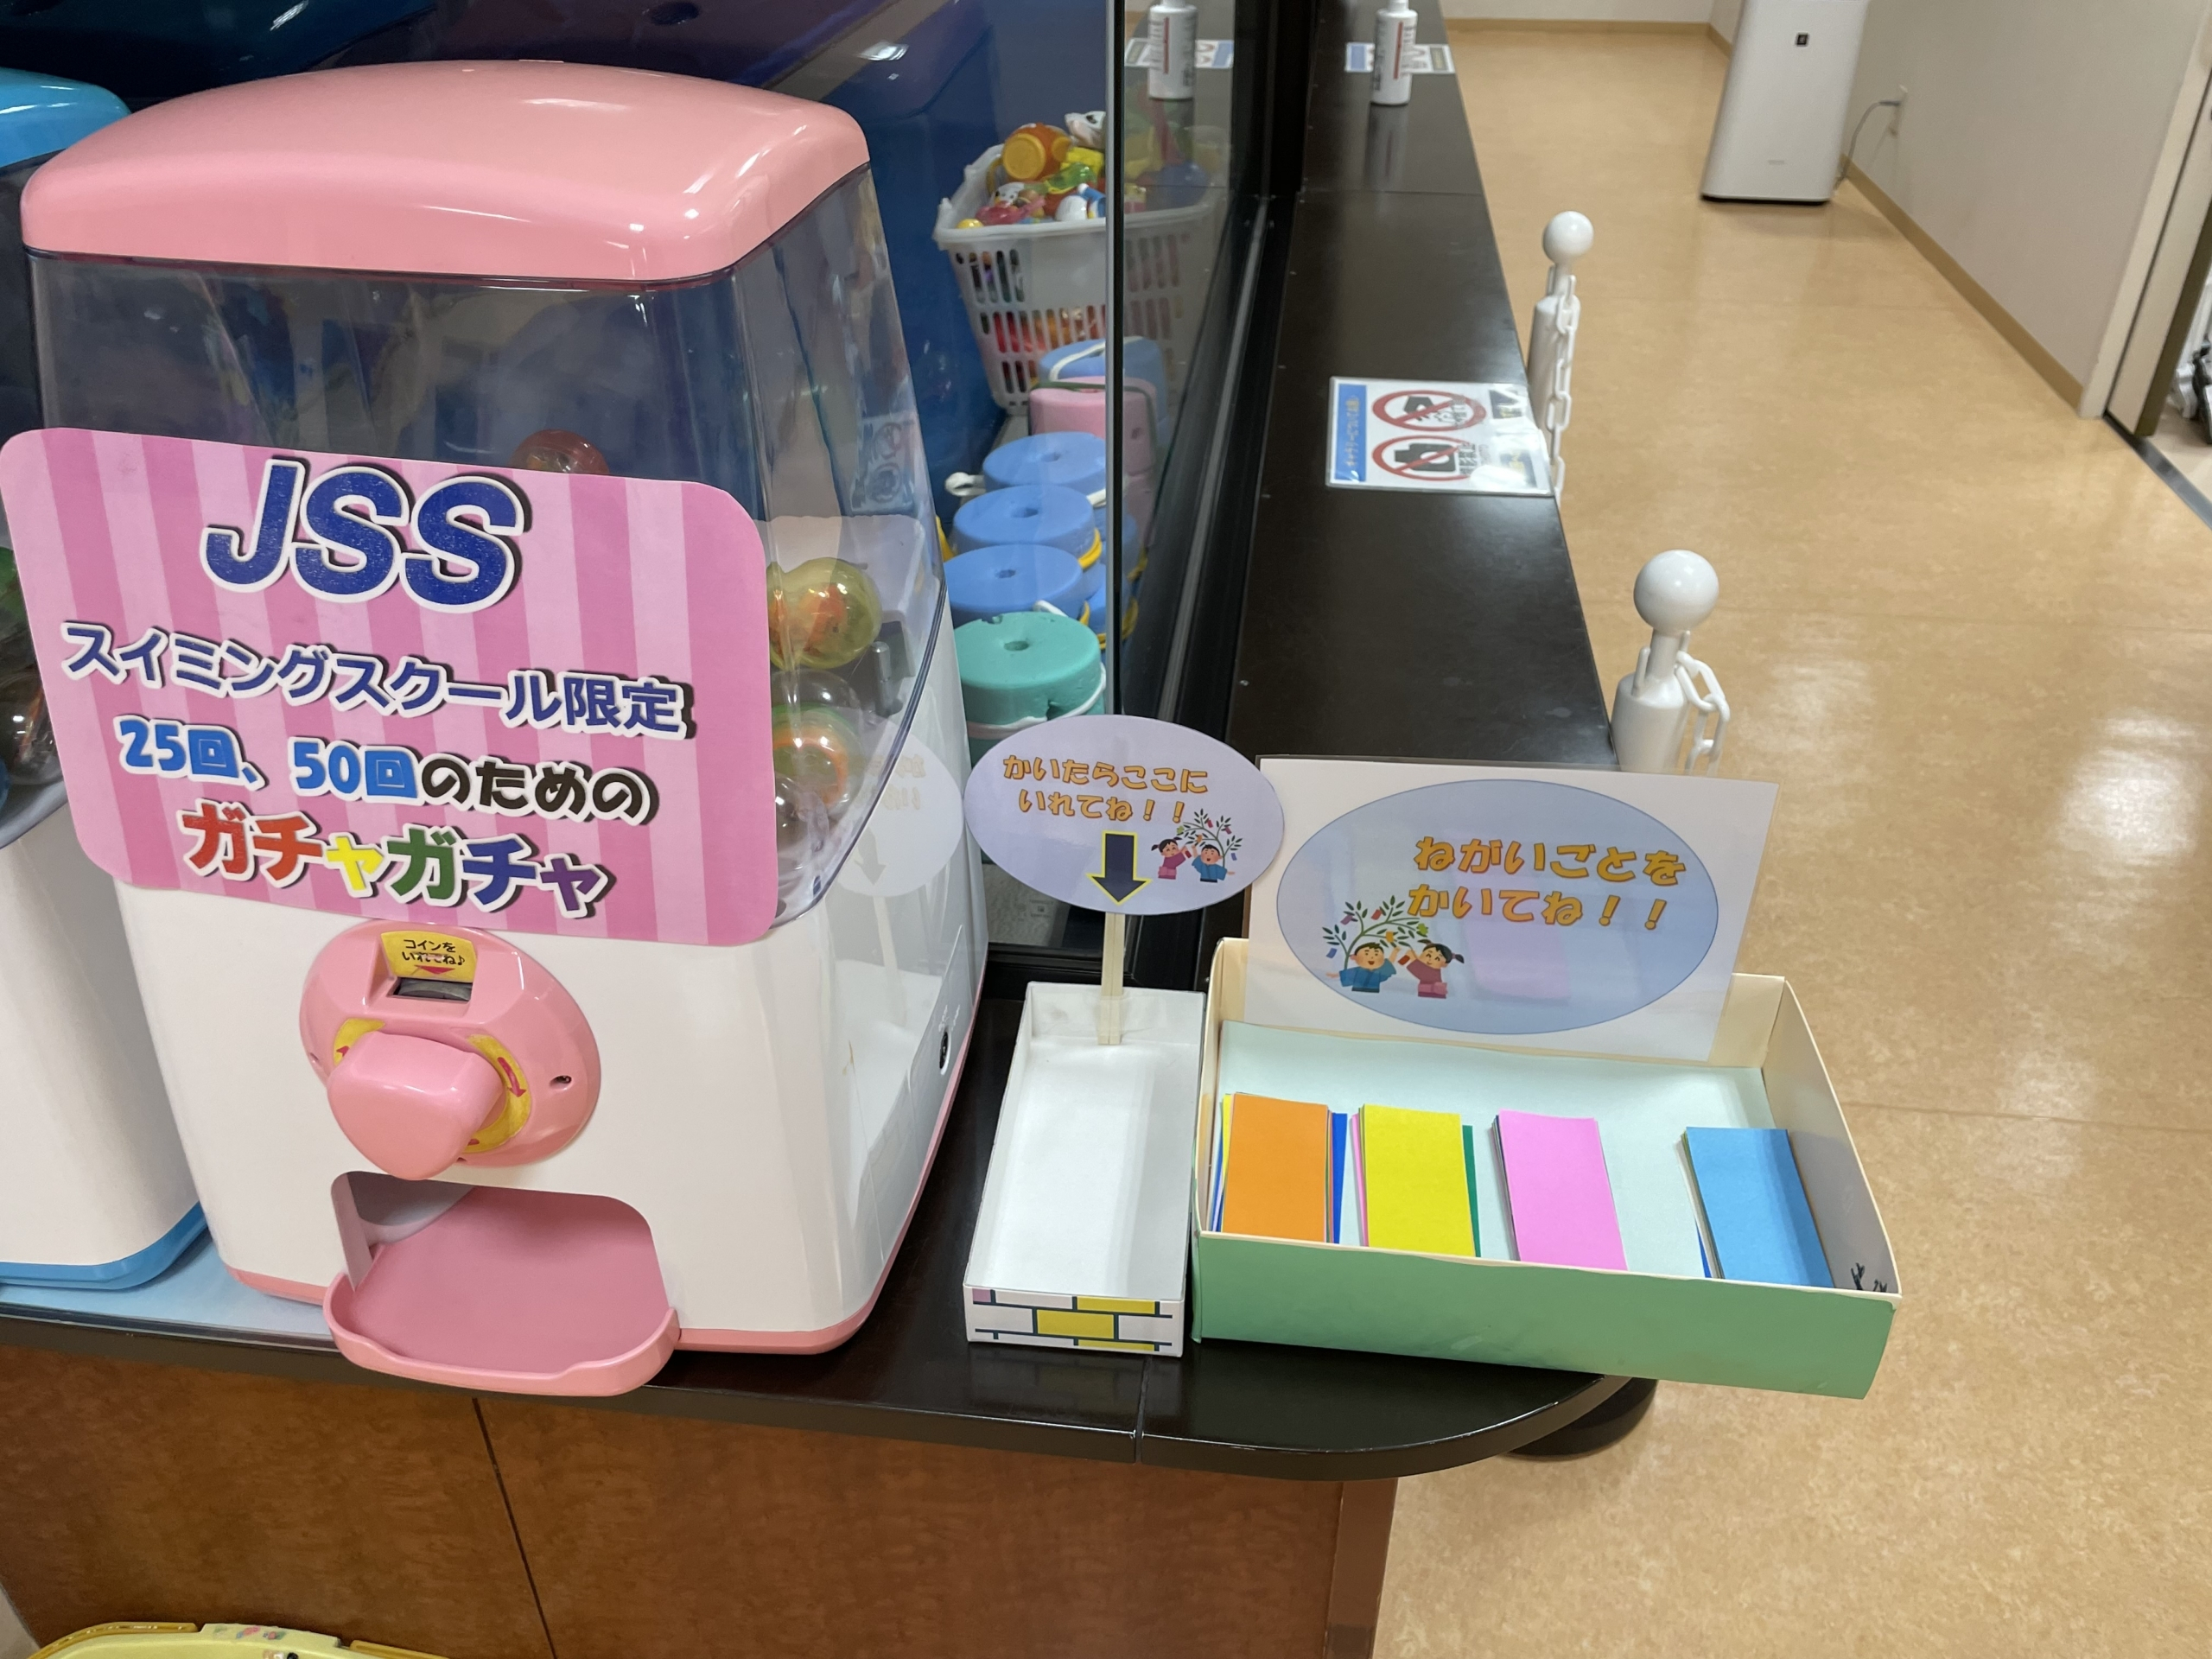 JSS
スイミングスクール限定
25回、50回のための
ガチャガチャ
コインを
いれてね♪
かいたらここに
いれてね!!
ねがいごとを
かいてね!!